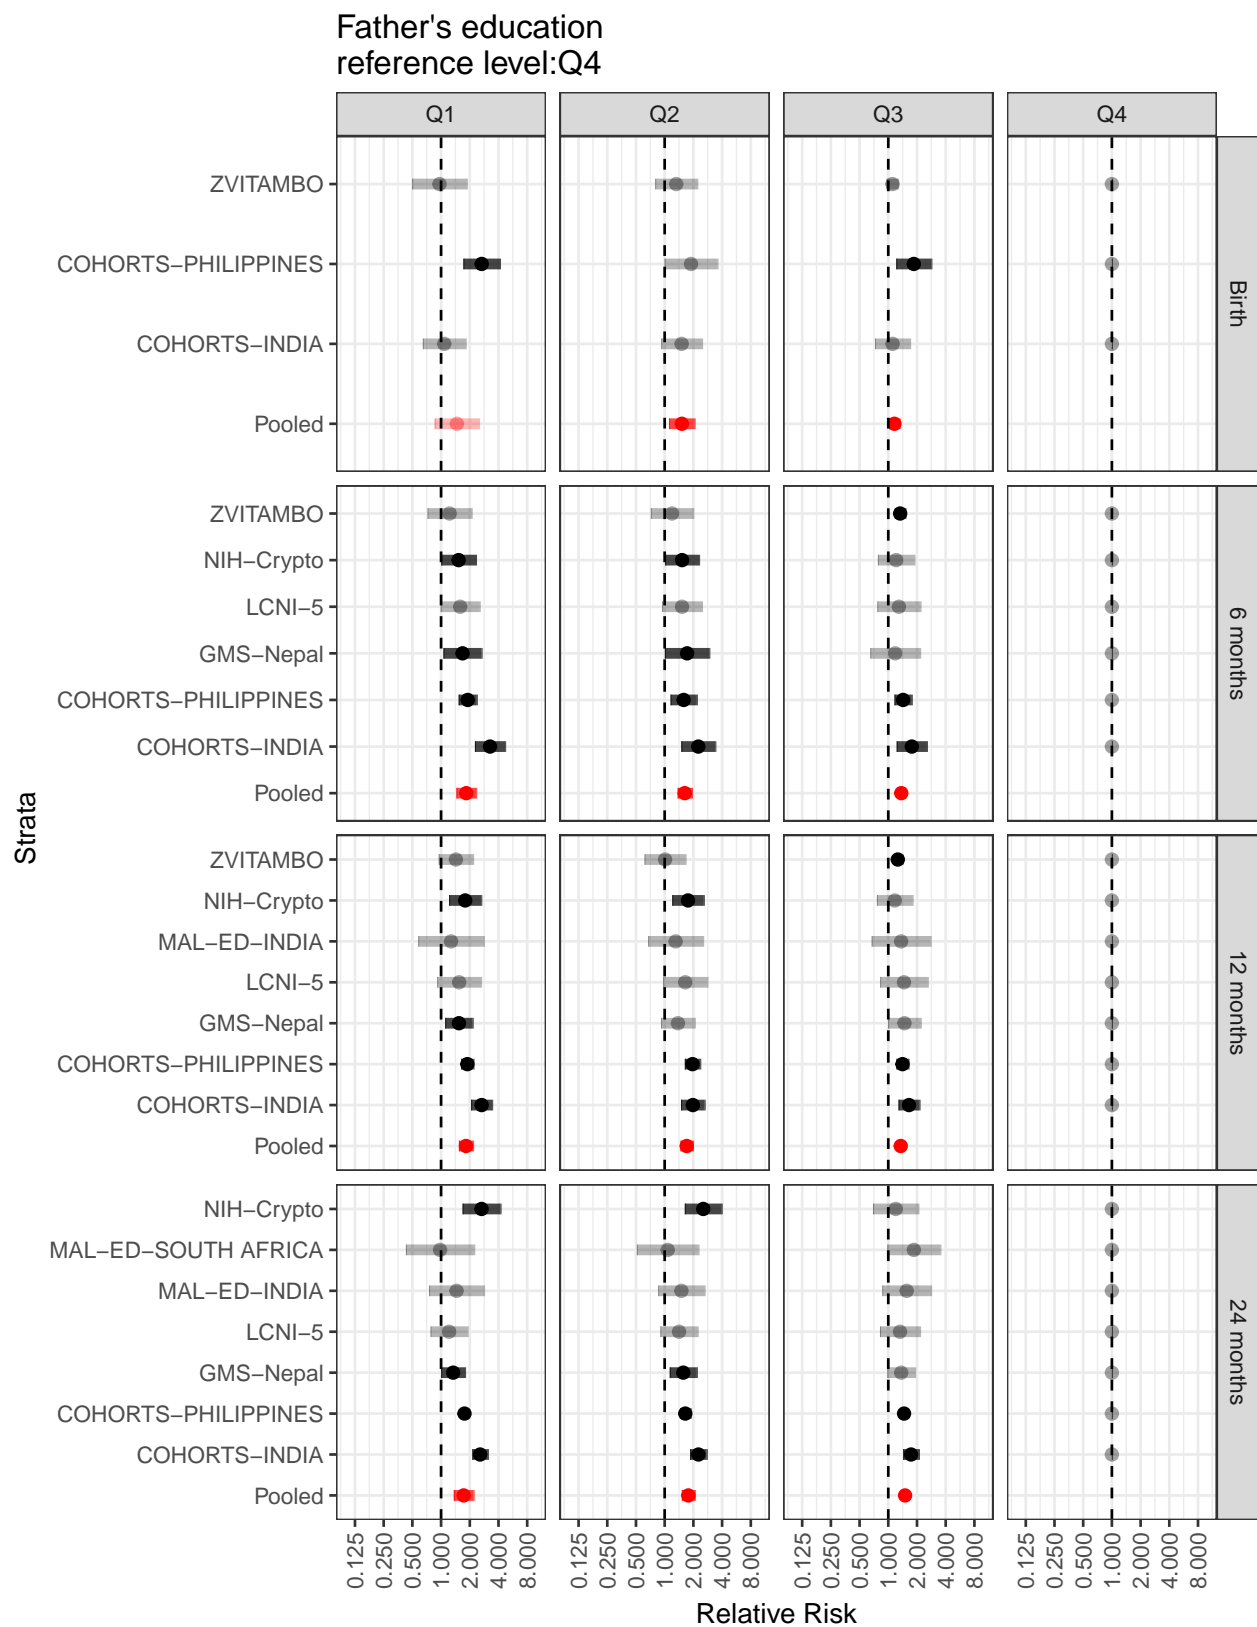 Father's education
reference level:Q4
Q1
Q2
Q3
Q4
Strata
ZVITAMBO
COHORTS−PHILIPPINES
COHORTS−INDIA
Pooled
Birth
ZVITAMBO
NIH−Crypto
LCNI−5
GMS−Nepal
COHORTS−PHILIPPINES
COHORTS−INDIA
Pooled
6 months
ZVITAMBO
NIH−Crypto
MAL−ED−INDIA
LCNI−5
GMS−Nepal
COHORTS−PHILIPPINES
COHORTS−INDIA
Pooled
12 months
NIH−Crypto
MAL−ED−SOUTH AFRICA
MAL−ED−INDIA
LCNI−5
GMS−Nepal
COHORTS−PHILIPPINES
COHORTS−INDIA
Pooled
24 months
0.125
0.250
0.500
1.000
2.000
4.000
8.000
0.125
0.250
0.500
1.000
2.000
4.000
8.000
0.125
0.250
0.500
1.000
2.000
4.000
8.000
0.125
0.250
0.500
1.000
2.000
4.000
8.000
Relative Risk